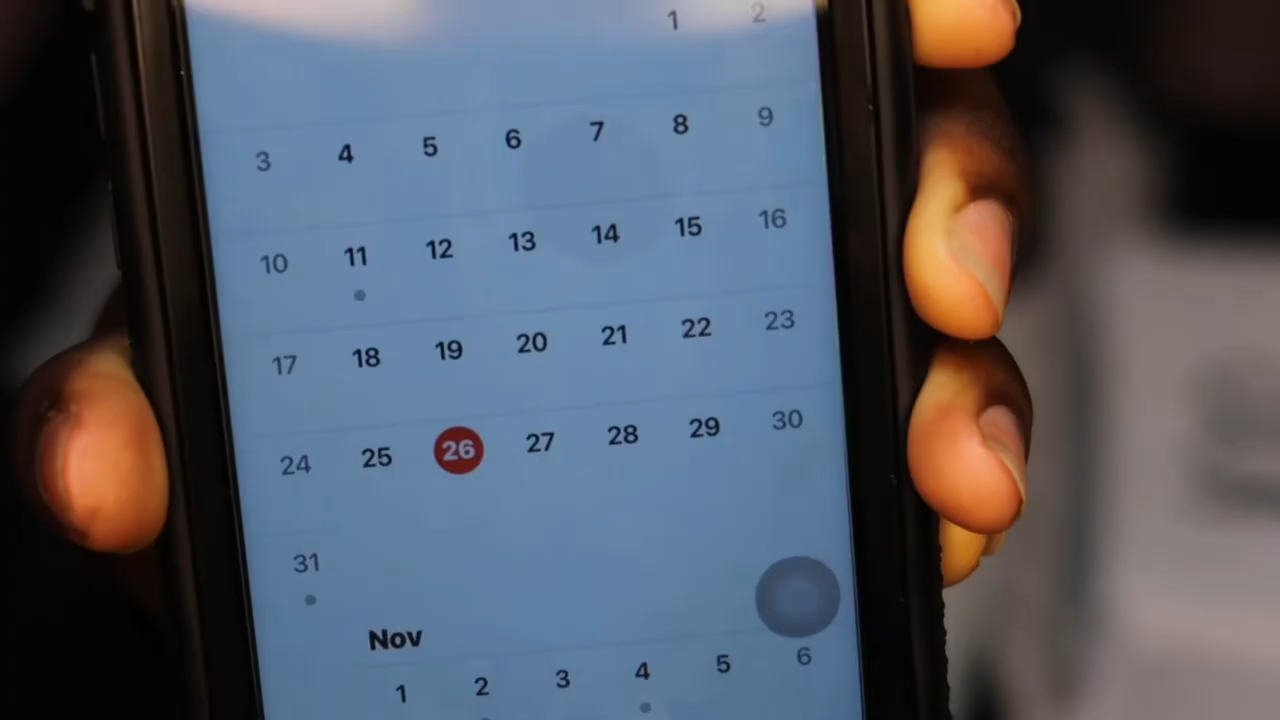 1 2
3 4 5 6 7 8 9
10 11 12 13 14 15 16
17 18 19 20 21 22 23
24 25 26 27 28 29 30
31
Nov
1 2 3 4 5 6